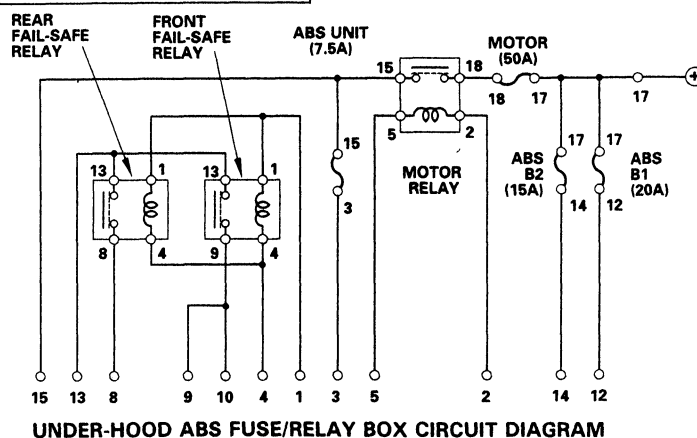 REAR
FAIL-SAFE
RELAY
FRONT
FAIL-SAFE
RELAY
ABS UNIT
(7.5A)
MOTOR
(50A)
15
18
18
17
17
+
5
2
MOTOR
RELAY
15
3
17
ABS
B2
(15A)
14
17
ABS
B1
(20A)
12
13
1
13
1
8
4
9
4
15
13
8
9
10
4
1
3
5
2
14
12
UNDER-HOOD ABS FUSE/RELAY BOX CIRCUIT DIAGRAM